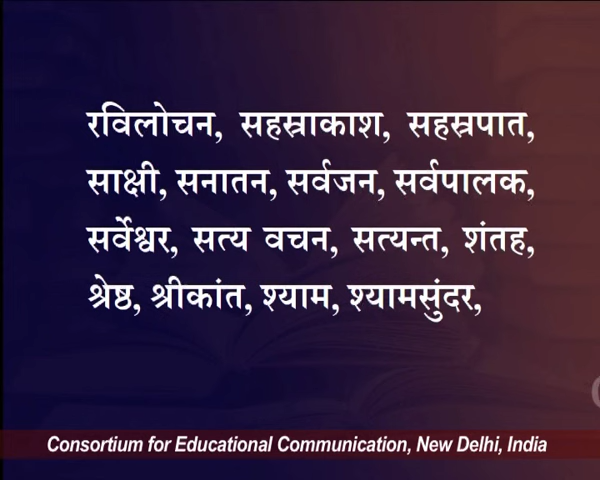 रविलोचन, सहस्राकाश, सहस्रपात,
साक्षी, सनातन, सर्वजन, सर्वपालक,
सर्वेश्वर, सत्य वचन, सत्यन्त, शंतह,
श्रेष्ठ, श्रीकांत, श्याम, श्यामसुंदर,
Consortium for Educational Communication, New Delhi, India